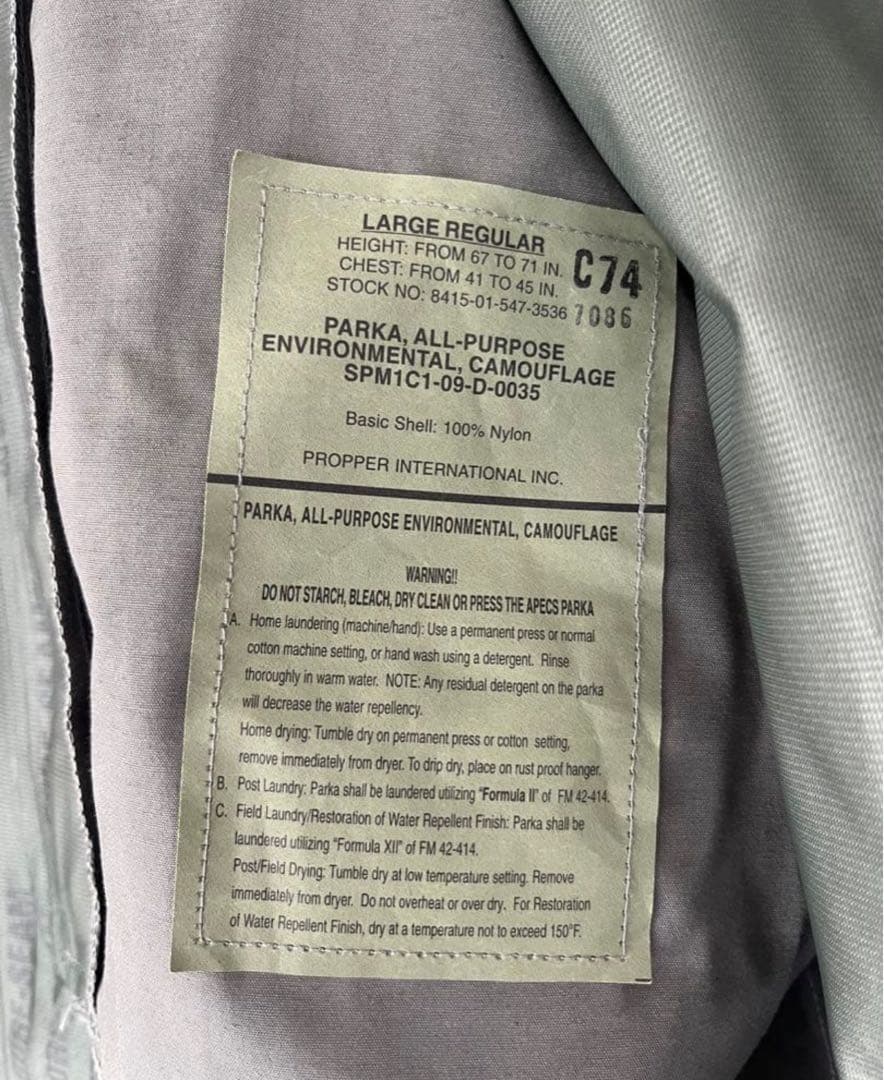 LARGE REGULAR
HEIGHT: FROM 67 TO 71 IN.
CHEST: FROM 41 TO 45 IN.
C74
STOCK NO: 8415-01-547-3536
7086
PARKA, ALL-PURPOSE
ENVIRONMENTAL, CAMOUFLAGE
SPM1C1-09-D-0035
Basic Shell: 100% Nylon
PROPPER INTERNATIONAL INC.
PARKA, ALL-PURPOSE ENVIRONMENTAL, CAMOUFLAGE
WARNING!!
DO NOT STARCH, BLEACH, DRY CLEAN OR PRESS THE APECS PARKA
A. Home laundering (machine/hand): Use a permanent press or normal
cotton machine setting, or hand wash using a detergent. Rinse
thoroughly in warm water. NOTE: Any residual detergent on the parka
will decrease the water repellency.
Home drying: Tumble dry on permanent press or cotton setting,
remove immediately from dryer. To drip dry, place on rust proof hanger.
B. Post Laundry: Parka shall be laundered utilizing "Formula II" of FM 42-414.
C. Field Laundry/Restoration of Water Repellent Finish: Parka shall be
laundered utilizing "Formula XII" of FM 42-414.
Post/Field Drying: Tumble dry at low temperature setting. Remove
immediately from dryer. Do not overheat or over dry. For Restoration
of Water Repellent Finish, dry at a temperature not to exceed 150°F.